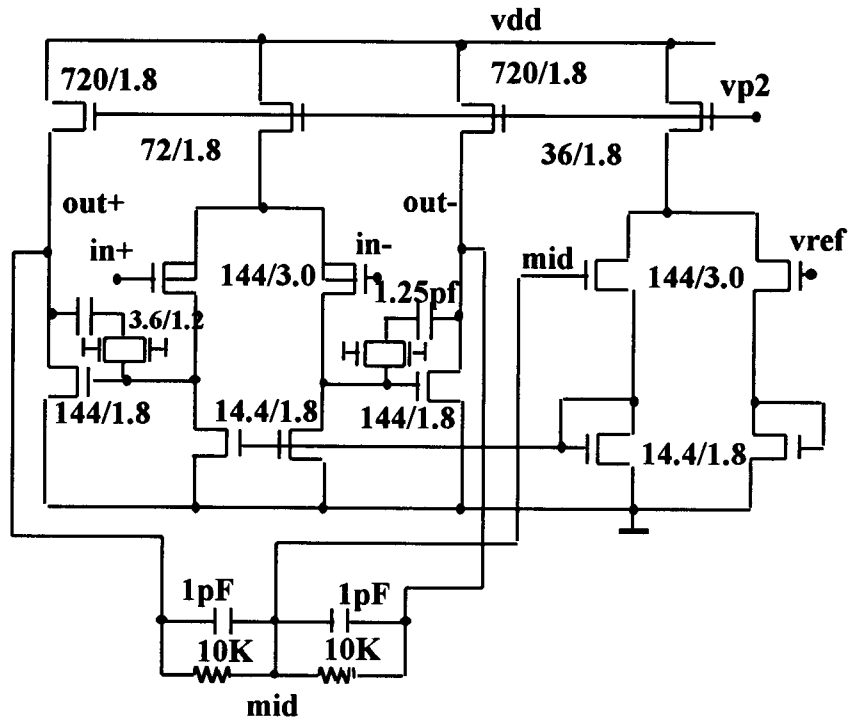 vdd
720/1.8
720/1.8
vp2
72/1.8
36/1.8
out+
out-
in+
in-
mid
vref
144/3.0
144/3.0
1.25pf
3.6/1.2
144/1.8
14.4/1.8
144/1.8
14.4/1.8
1pF
1pF
10K
10K
mid